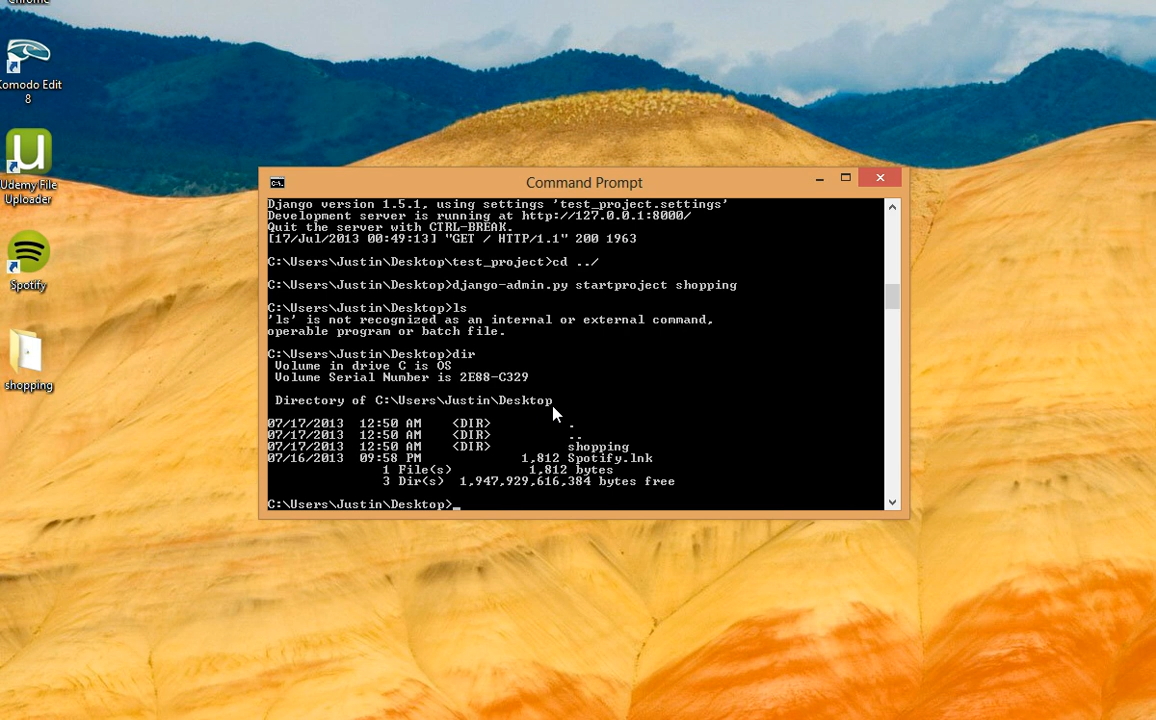 Chrome
Komodo Edit
8
Udemy File
Uploader
Spotify
shopping
C:\.
Command Prompt
Django version 1.5.1, using settings 'test_project.settings'
Development server is running at http://127.0.0.1:8000/
Quit the server with CTRL-BREAK.
[17/Jul/2013 00:49:13] "GET / HTTP/1.1" 200 1963
C:\Users\Justin\Desktop\test_project>cd ../
C:\Users\Justin\Desktop>django-admin.py startproject shopping
C:\Users\Justin\Desktop>ls
'ls' is not recognized as an internal or external command,
operable program or batch file.
C:\Users\Justin\Desktop>dir
Volume in drive C is OS
Volume Serial Number is 2E88-C329
Directory of C:\Users\Justin\Desktop
07/17/2013  12:50 AM    <DIR>          .
07/17/2013  12:50 AM    <DIR>          ..
07/17/2013  12:50 AM    <DIR>          shopping
07/16/2013  09:58 PM             1,812 Spotify.lnk
1 File(s)          1,812 bytes
3 Dir(s)  1,947,929,616,384 bytes free
C:\Users\Justin\Desktop>_